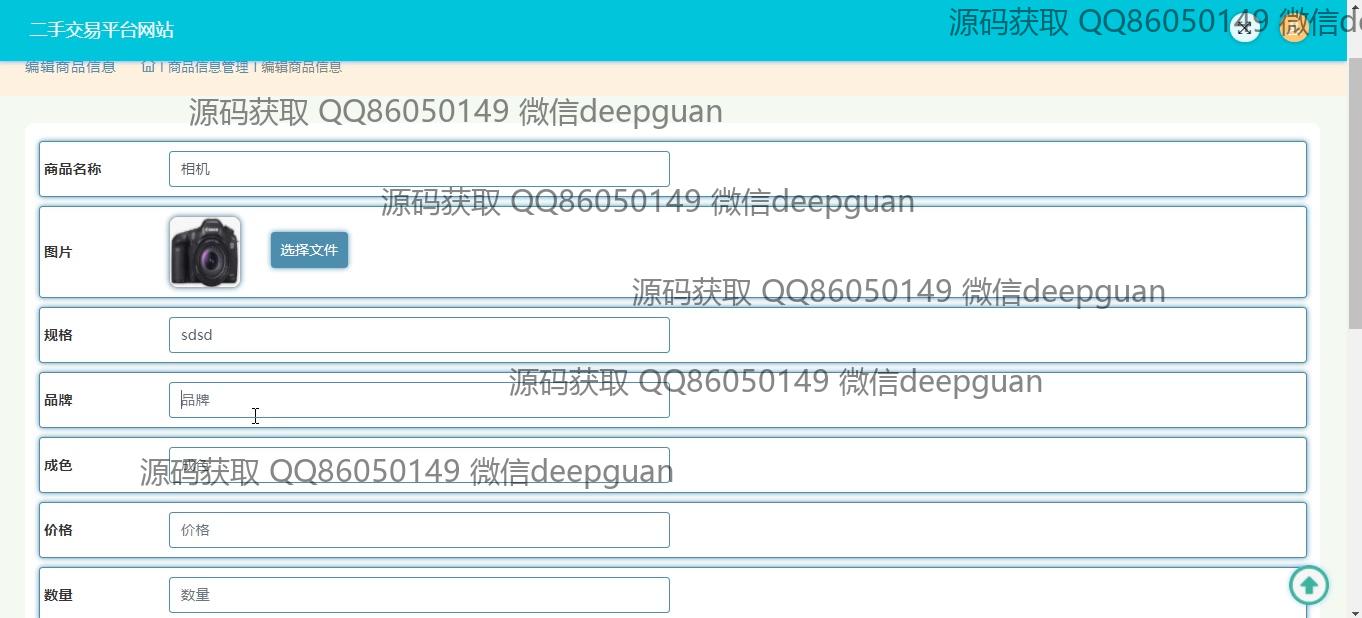 二手交易平台网站
源码获取 QQ86050149 微信de
编辑商品信息 | 商品信息管理 | 编辑商品信息
源码获取 QQ86050149 微信deepguan
商品名称 相机
源码获取 QQ86050149 微信deepguan
图片 选择文件
源码获取 QQ86050149 微信deepguan
规格 sdsd
源码获取 QQ86050149 微信deepguan
品牌 品牌
成色 成色
源码获取 QQ86050149 微信deepguan
价格 价格
数量 数量